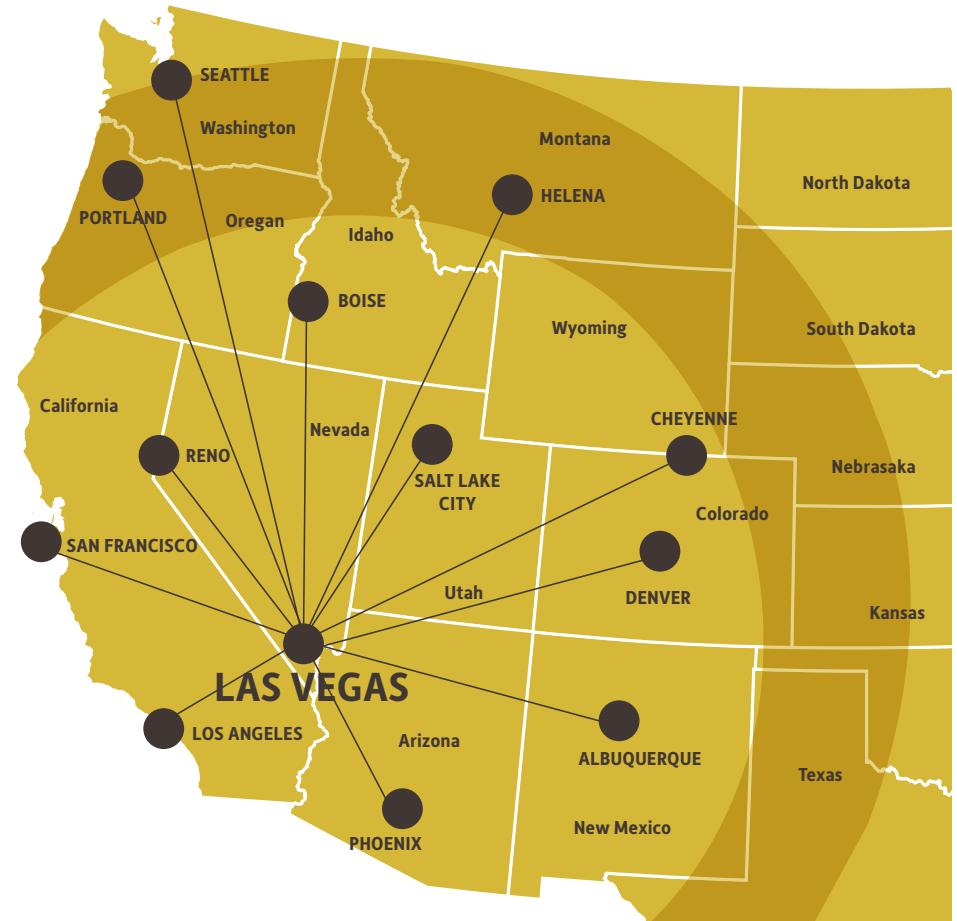 SEATTLE
Washington
Montana
North Dakota
HELENA
PORTLAND
Oregan
Idaho
BOISE
Wyoming
South Dakota
California
CHEYENNE
Nevada
RENO
Nebrasaka
SALT LAKE
CITY
Colorado
SAN FRANCISCO
Utah
DENVER
Kansas
LAS VEGAS
LOS ANGELES
Arizona
ALBUQUERQUE
Texas
New Mexico
PHOENIX